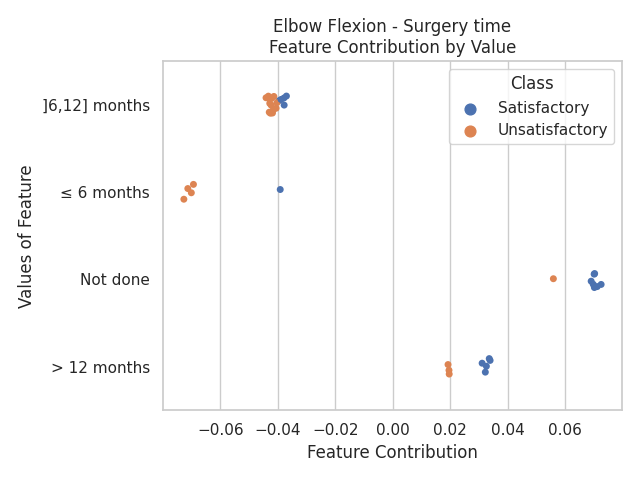 Elbow Flexion - Surgery time
Feature Contribution by Value
Class
Satisfactory
Unsatisfactory
Values of Feature
]6,12] months
≤ 6 months
Not done
> 12 months
−0.06 −0.04 −0.02 0.00 0.02 0.04 0.06
Feature Contribution